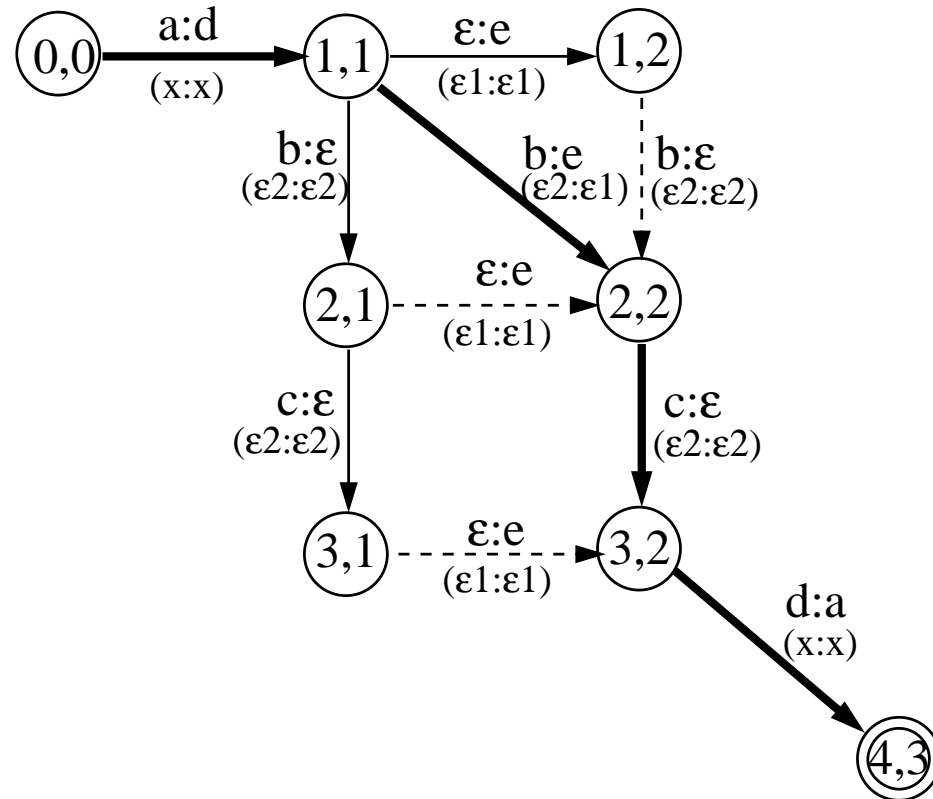 a:d
ε:e
0,0
1,1
1,2
(x:x)
(ε1:ε1)
b:ε
b:e
b:ε
(ε2:ε2)
(ε2:ε1)
(ε2:ε2)
ε:e
2,1
2,2
(ε1:ε1)
c:ε
c:ε
(ε2:ε2)
(ε2:ε2)
ε:e
3,1
3,2
(ε1:ε1)
d:a
(x:x)
4,3